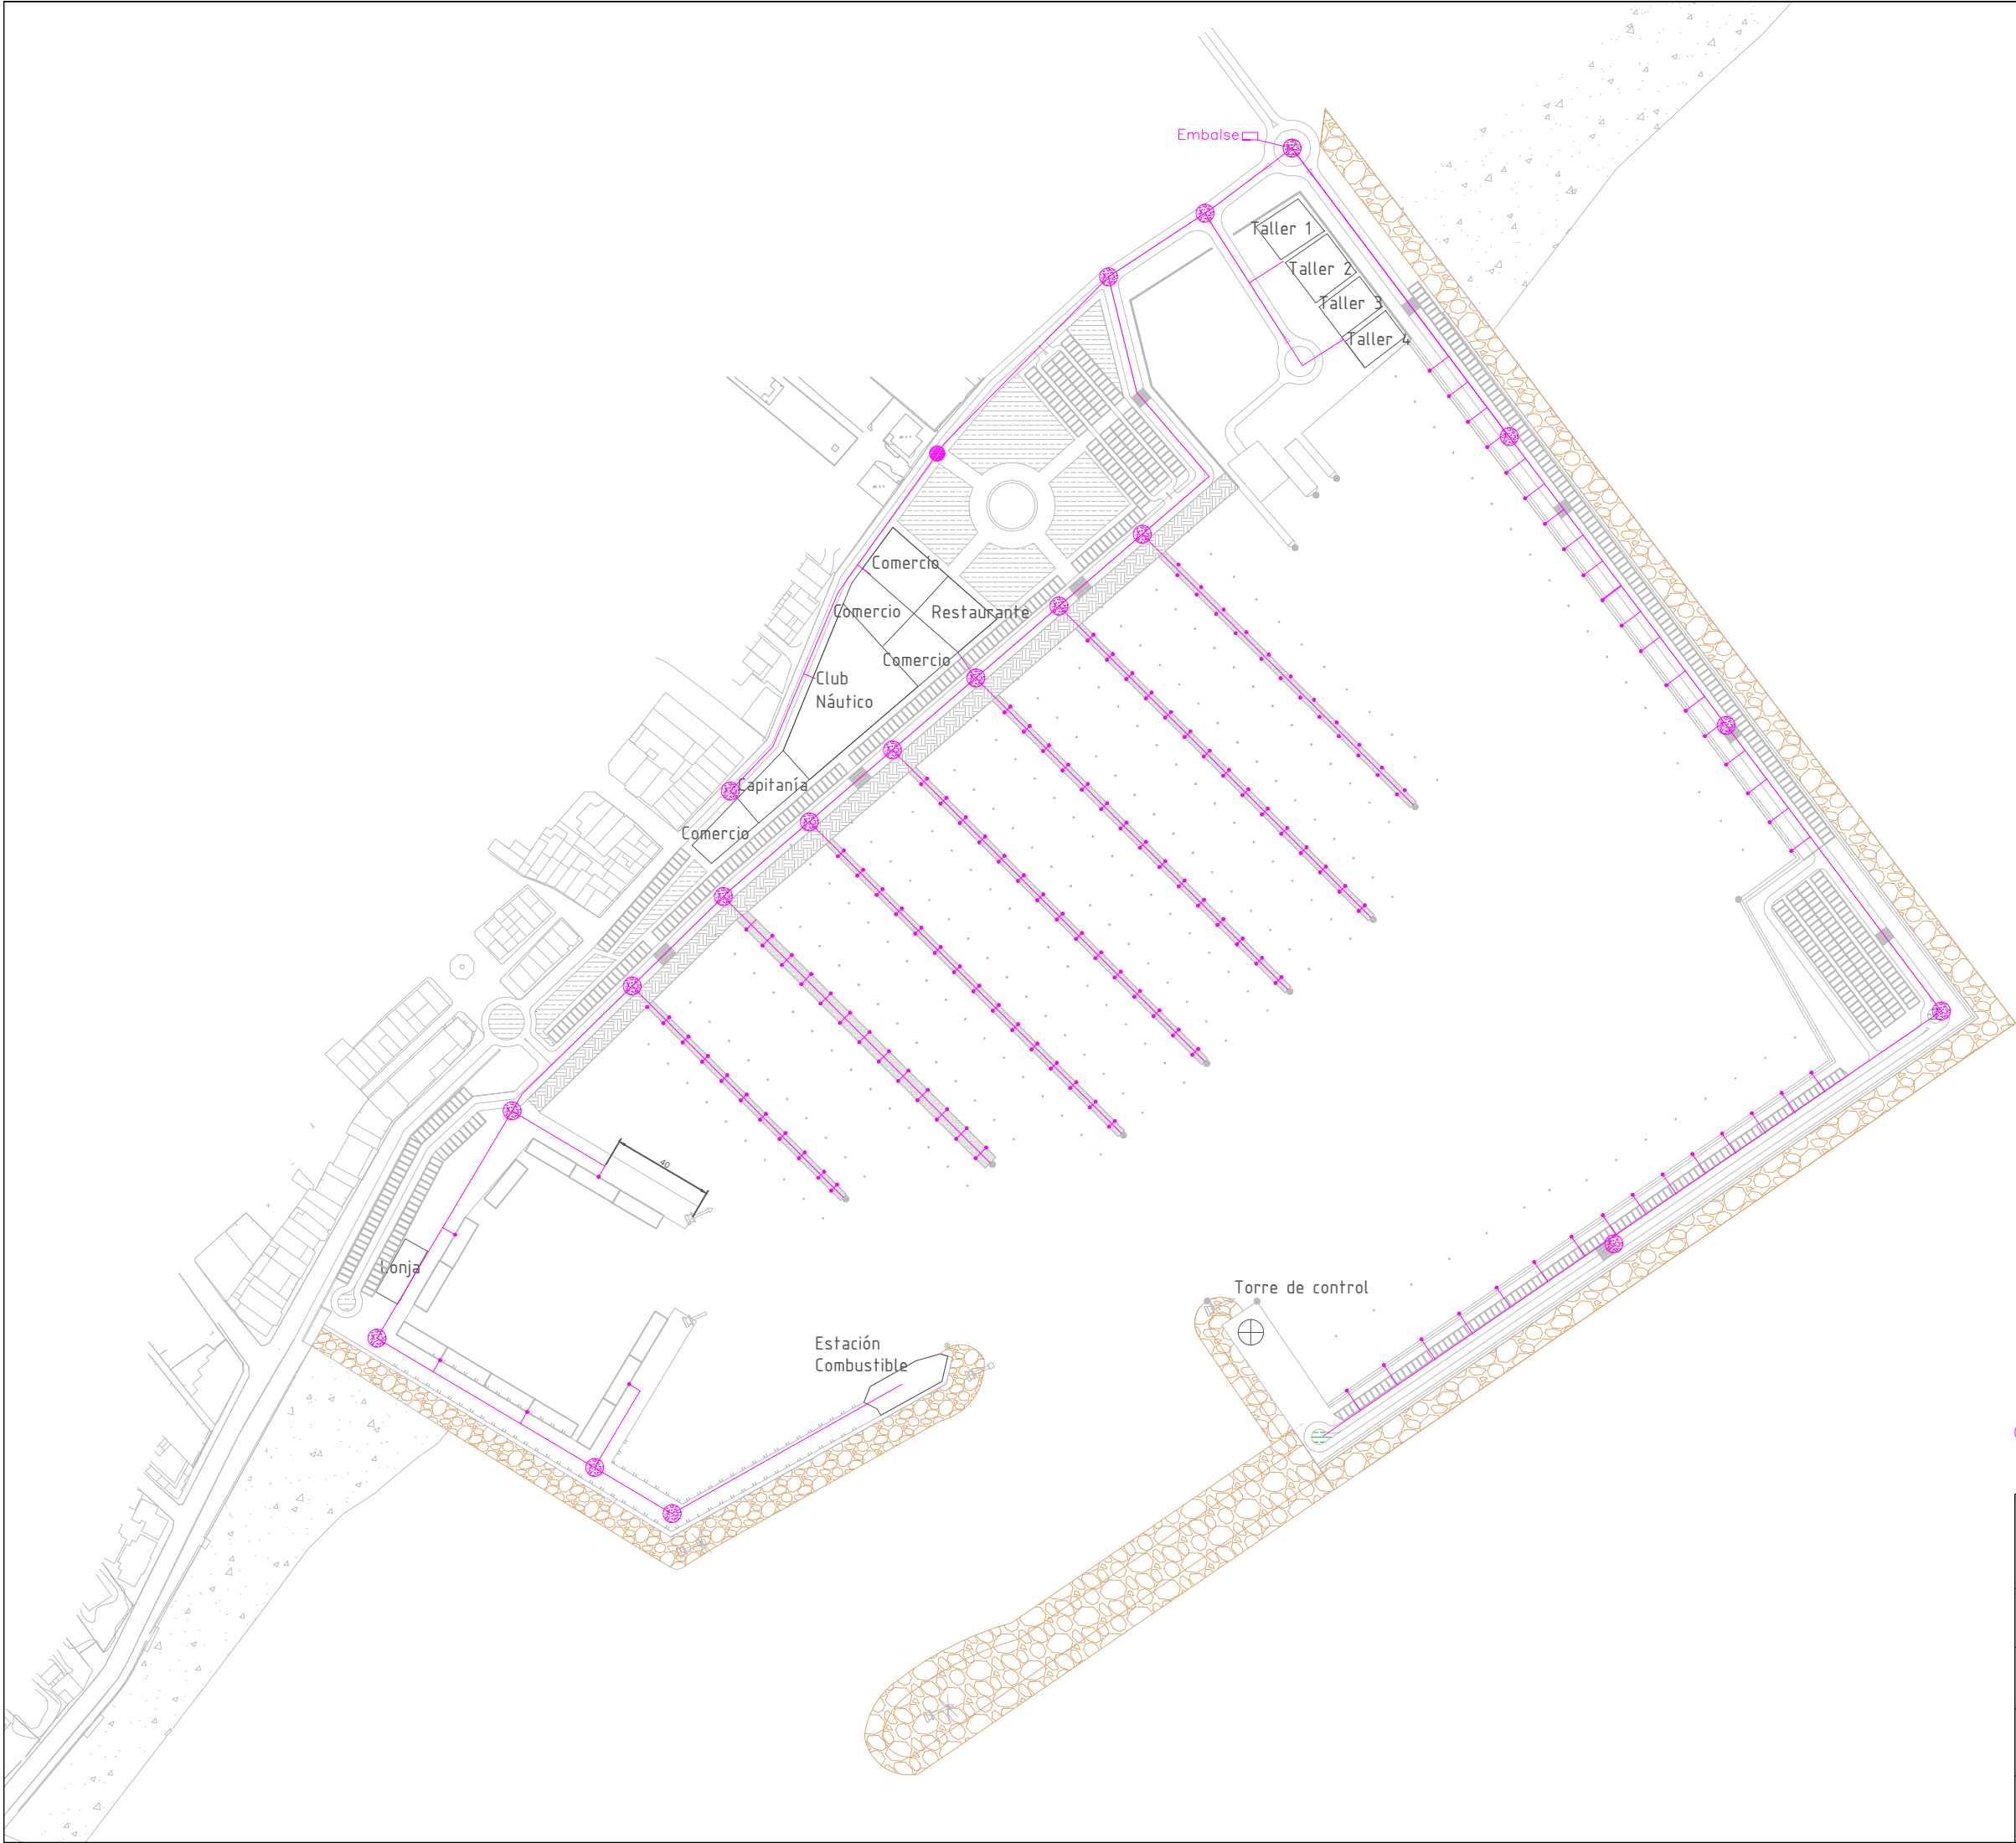 Embalse
Taller 1
Taller 2
Taller 3
Taller 4
Comercio
Comercio
Restaurante
Comercio
Club
Náutico
Capitanía
Comercio
40
Lonja
Torre de control
Estación
Combustible